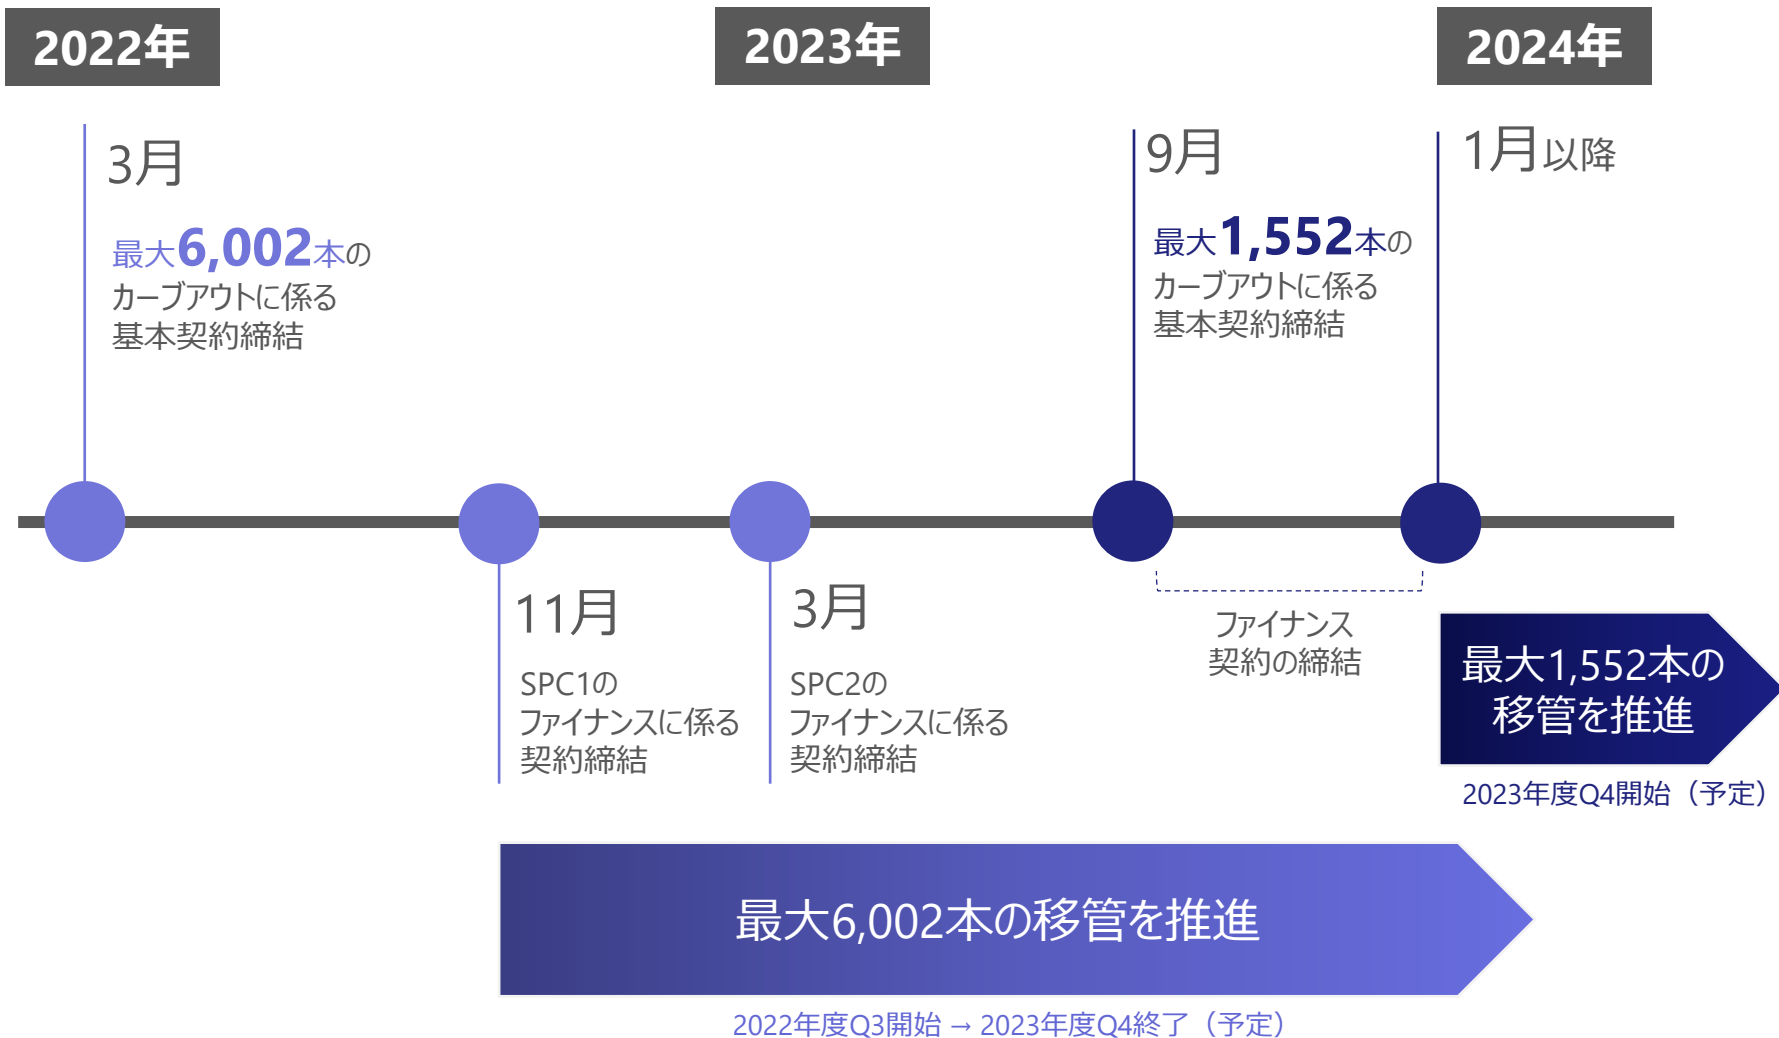 2022年
2023年
2024年
3月
最大6,002本の
カーブアウトに係る
基本契約締結
9月
最大1,552本の
カーブアウトに係る
基本契約締結
1月以降
11月
SPC1の
ファイナンスに係る
契約締結
3月
SPC2の
ファイナンスに係る
契約締結
ファイナンス
契約の締結
最大1,552本の
移管を推進
2023年度Q4開始（予定）
最大6,002本の移管を推進
2022年度Q3開始 → 2023年度Q4終了（予定）